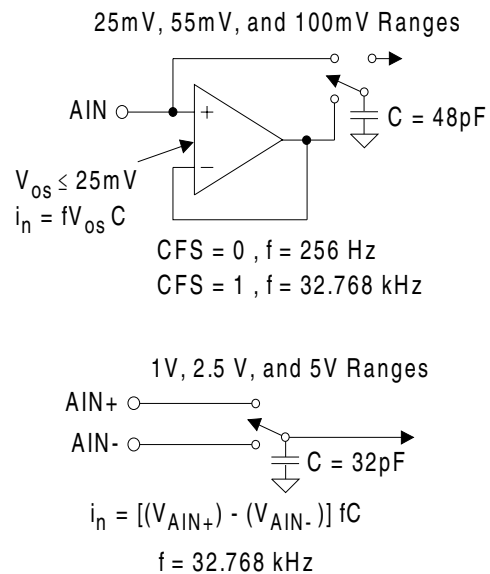 25mV, 55mV, and 100mV Ranges
AIN
+
−
C = 48pF
V_os ≤ 25mV
i_n = fV_os C
CFS = 0 , f = 256 Hz
CFS = 1 , f = 32.768 kHz
1V, 2.5 V, and 5V Ranges
AIN+
AIN-
C = 32pF
i_n = [(V_AIN+) - (V_AIN-)] fC
f = 32.768 kHz